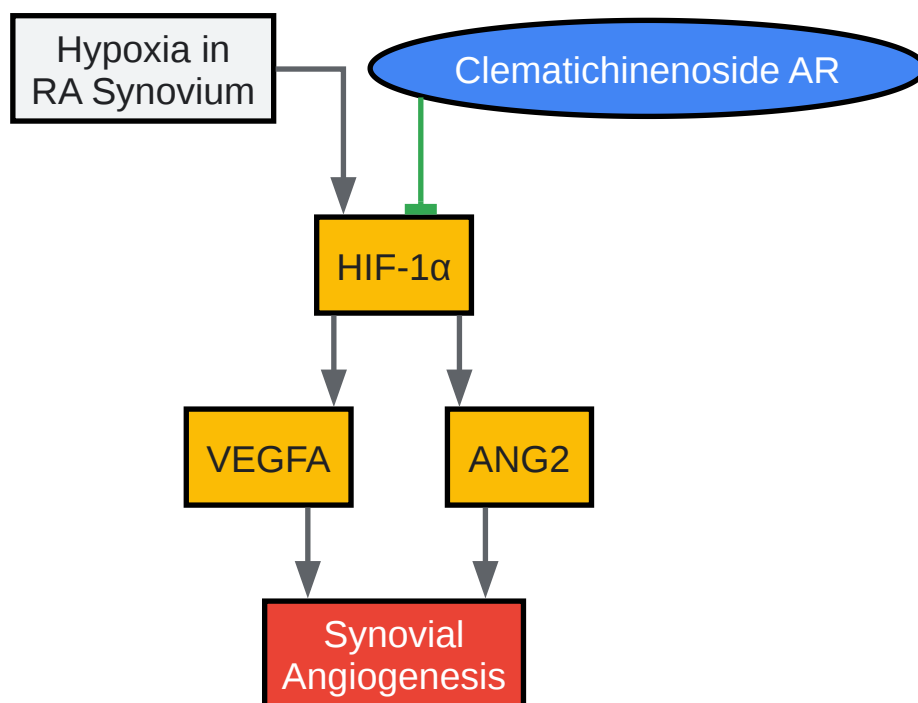 Hypoxia in
RA Synovium
Clematichinenoside AR
HIF-1α
VEGFA
ANG2
Synovial
Angiogenesis